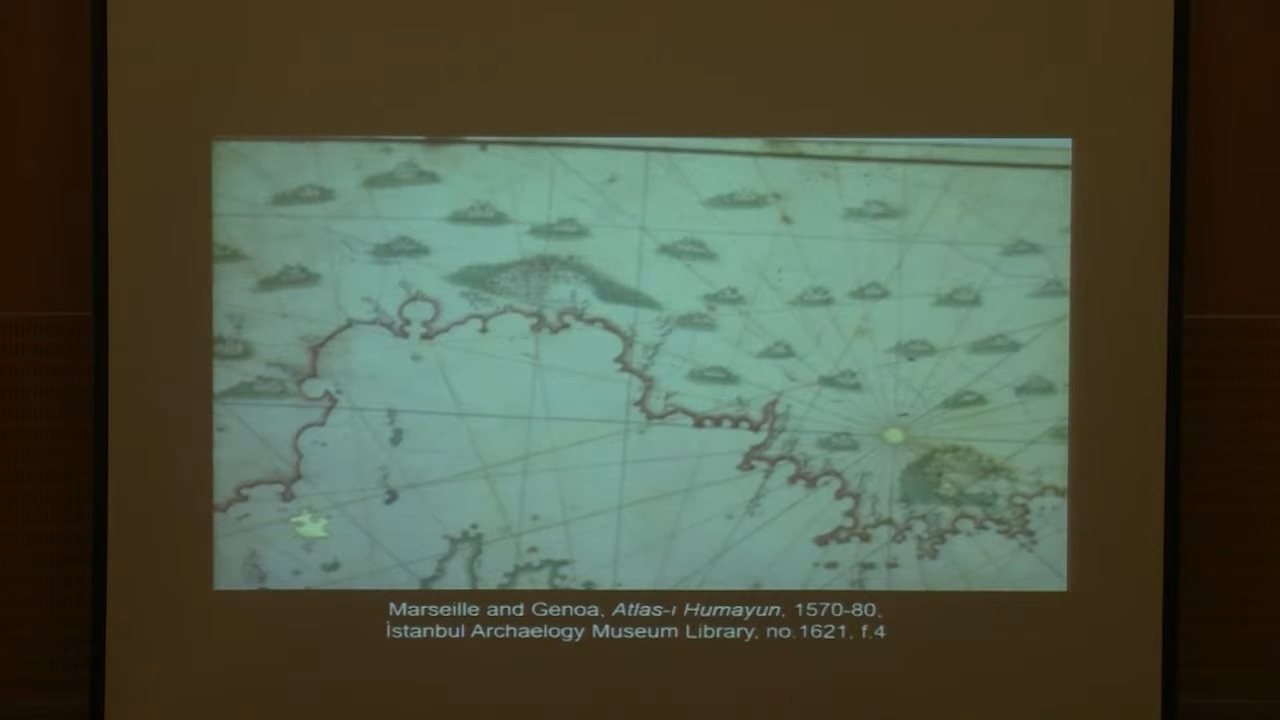 Marseille and Genoa, Atlas-ı Humayun, 1570-80,
İstanbul Archaelogy Museum Library, no.1621, f.4